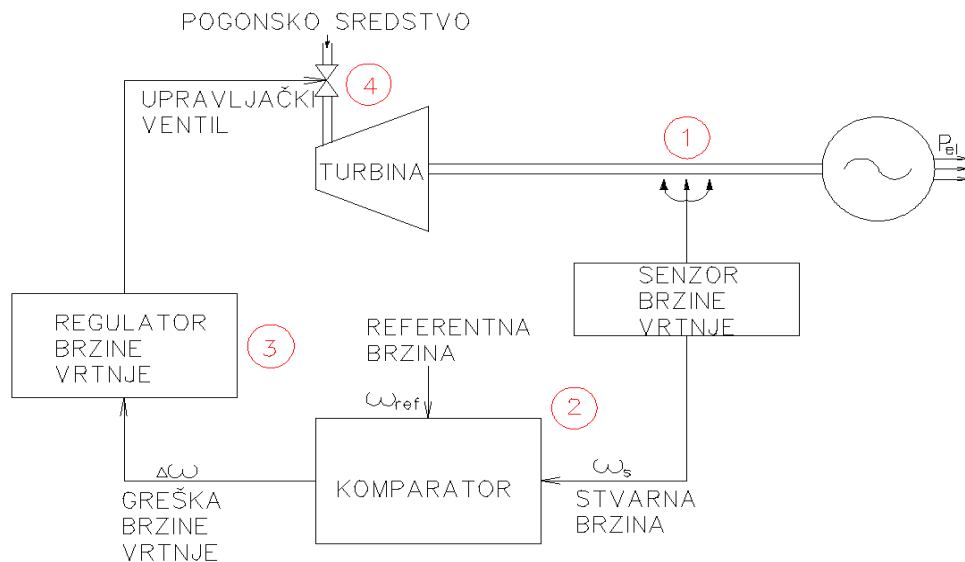 POGONSKO SREDSTVO
4
UPRAVLJAČKI
VENTIL
1
TURBINA
Pel
SENZOR
BRZINE
VRTNJE
REGULATOR
BRZINE
VRTNJE
3
REFERENTNA
BRZINA
ωref
2
KOMPARATOR
ωs
STVARNA
BRZINA
Δω
GREŠKA
BRZINE
VRTNJE